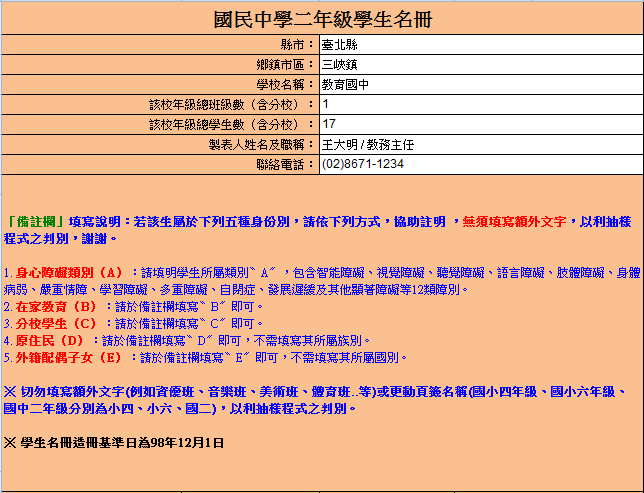 國民中學二年級學生名冊
縣市： 臺北縣
鄉鎮市區： 三峽鎮
學校名稱： 教育國中
該校年級總班級數（含分校）： 1
該校年級總學生數（含分校）： 17
製表人姓名及職稱： 王大明 / 教務主任
聯絡電話： (02)8671-1234
「備註欄」填寫說明：若該生屬於下列五種身份別，請依下列方式，協助註明 ，無須填寫額外文字，以利抽樣
程式之判別，謝謝。
1. 身心障礙類別（A）：請填明學生所屬類別〝A〞，包含智能障礙、視覺障礙、聽覺障礙、語言障礙、肢體障礙、身體
病弱、嚴重情障、學習障礙、多重障礙、自閉症、發展遲緩及其他顯著障礙等12類障別。
2. 在家教育（B）：請於備註欄填寫〝B〞即可。
3. 分校學生（C）：請於備註欄填寫〝C〞即可。
4. 原住民（D）：請於備註欄填寫〝D〞即可，不需填寫其所屬族別。
5. 外籍配偶子女（E）：請於備註欄填寫〝E〞即可，不需填寫其所屬國別。
※ 切勿填寫額外文字(例如資優班、音樂班、美術班、體育班..等)或更動頁籤名稱(國小四年級、國小六年級、
國中二年級分別為小四、小六、國二)，以利抽樣程式之判別。
※ 學生名冊造冊基準日為98年12月1日